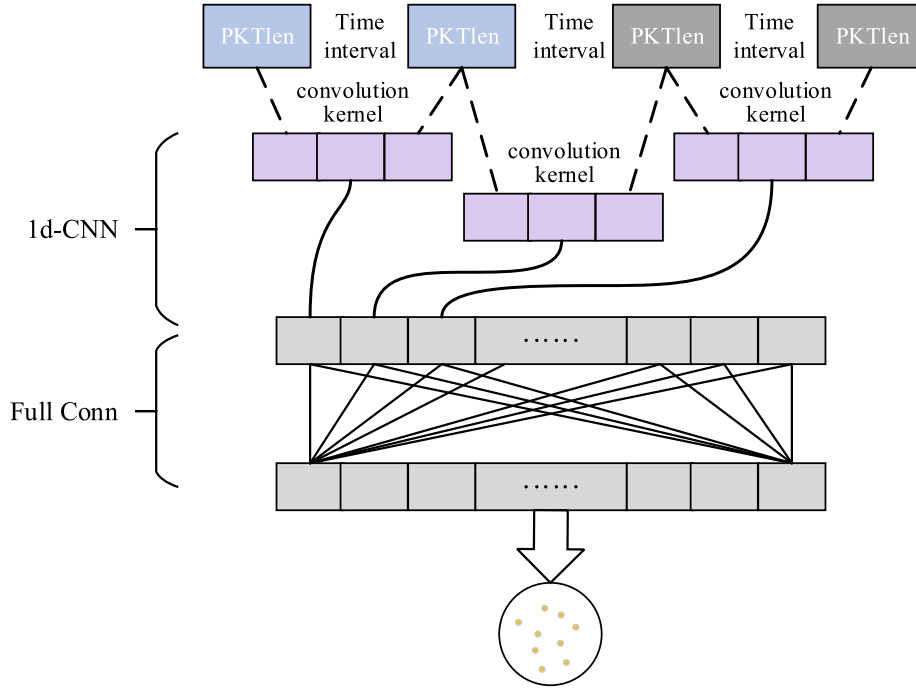 PKTlen
Time
interval
PKTlen
Time
interval
PKTlen
Time
interval
PKTlen
convolution
kernel
convolution
kernel
convolution
kernel
1d-CNN
......
Full Conn
......